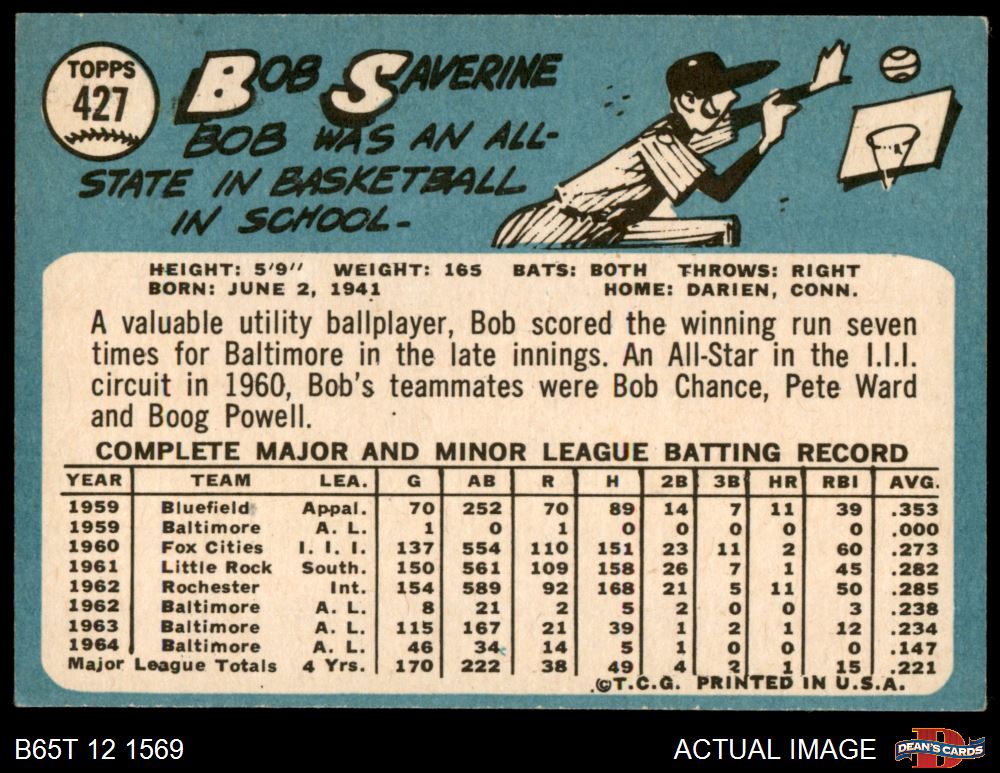 TOPPS
427
BOB SAVERINE
BOB WAS AN ALL-
STATE IN BASKETBALL
IN SCHOOL-
HEIGHT: 5'9" WEIGHT: 165 BATS: BOTH THROWS: RIGHT
BORN: JUNE 2, 1941 HOME: DARIEN, CONN.
A valuable utility ballplayer, Bob scored the winning run seven
times for Baltimore in the late innings. An All-Star in the I.I.I.
circuit in 1960, Bob's teammates were Bob Chance, Pete Ward
and Boog Powell.
COMPLETE MAJOR AND MINOR LEAGUE BATTING RECORD
YEAR TEAM LEA. G AB R H 2B 3B HR RBI AVG.
1959 Bluefield Appal. 70 252 70 89 14 7 11 39 .353
1959 Baltimore A. L. 1 0 1 0 0 0 0 0 .000
1960 Fox Cities I. I. I. 137 554 110 151 23 11 2 60 .273
1961 Little Rock South. 150 561 109 158 26 7 1 45 .282
1962 Rochester Int. 154 589 92 168 21 5 11 50 .285
1962 Baltimore A. L. 8 21 2 5 2 0 0 3 .238
1963 Baltimore A. L. 115 167 21 39 1 2 1 12 .234
1964 Baltimore A. L. 46 34 14 5 1 0 0 0 .147
Major League Totals 4 Yrs. 170 222 38 49 4 2 1 15 .221
©T.C.G. PRINTED IN U.S.A.
B65T 12 1569
ACTUAL IMAGE
D
DEAN'S CARDS